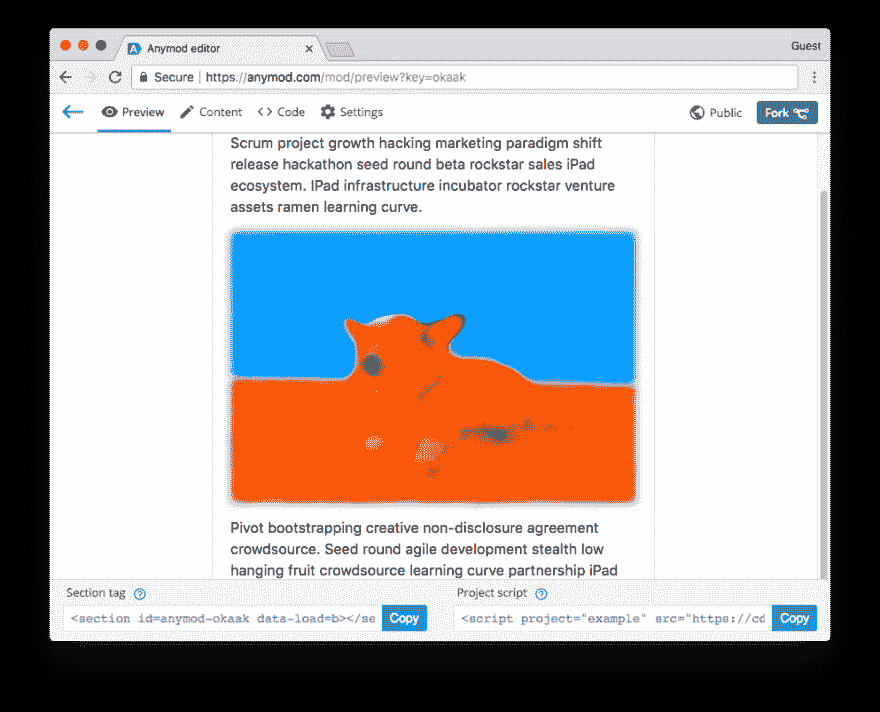 Anymod editor
Guest
Secure https://anymod.com/mod/preview?key=okaak
Preview Content Code Settings Public Fork
Scrum project growth hacking marketing paradigm shift
release hackathon seed round beta rockstar sales iPad
ecosystem. IPad infrastructure incubator rockstar venture
assets ramen learning curve.
Pivot bootstrapping creative non-disclosure agreement
crowdsource. Seed round agile development stealth low
hanging fruit crowdsource learning curve partnership iPad
Section tag ? Project script ?
<section id=anymod-okaak data-load=b></se Copy <script project="example" src="https://cd Copy